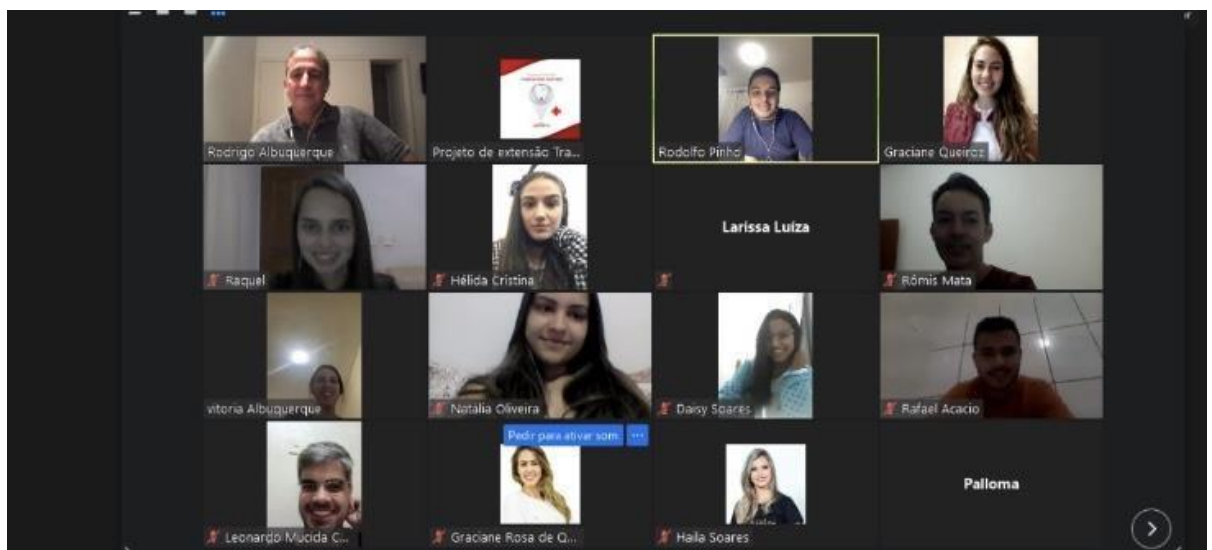 Rodrigo Albuquerque
Projeto de extensão Tra...
Rodolfo Pinho
Graciane Queiroz
Raquel
Hélida Cristina
Larissa Luiza
Rômis Mata
vitoria Albuquerque
Natália Oliveira
Daisy Soares
Rafael Acacio
Pedir para ativar som
...
Leonardo Mucida C...
Graciane Rosa de Q...
Haila Soares
Palloma